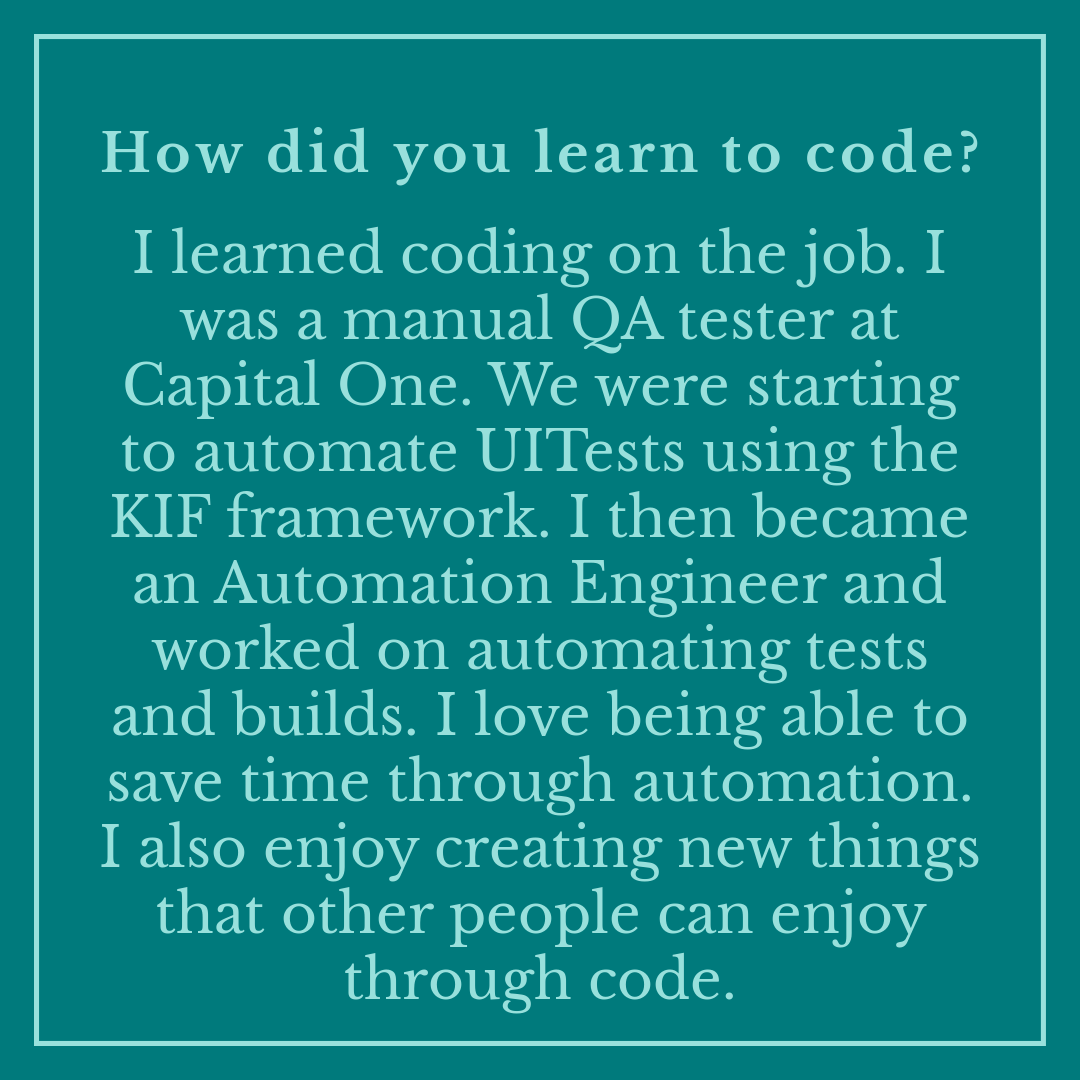 How did you learn to code?
I learned coding on the job. I
was a manual QA tester at
Capital One. We were starting
to automate UITests using the
KIF framework. I then became
an Automation Engineer and
worked on automating tests
and builds. I love being able to
save time through automation.
I also enjoy creating new things
that other people can enjoy
through code.